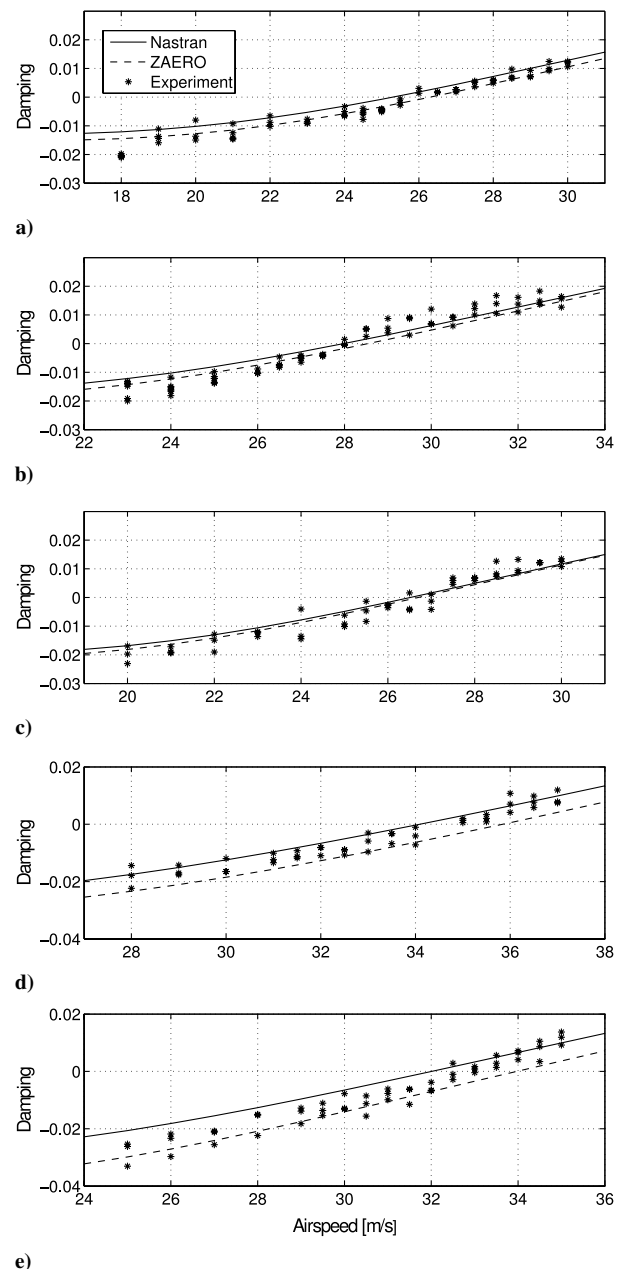 0.02
0.01
0
−0.01
−0.02
−0.03
Damping
Nastran
ZAERO
Experiment
18 20 22 24 26 28 30
a)
0.02
0.01
0
−0.01
−0.02
−0.03
Damping
22 24 26 28 30 32 34
b)
0.02
0.01
0
−0.01
−0.02
−0.03
Damping
20 22 24 26 28 30
c)
0.02
0
−0.02
−0.04
Damping
28 30 32 34 36 38
d)
0.02
0
−0.02
−0.04
Damping
24 26 28 30 32 34 36
Airspeed [m/s]
e)